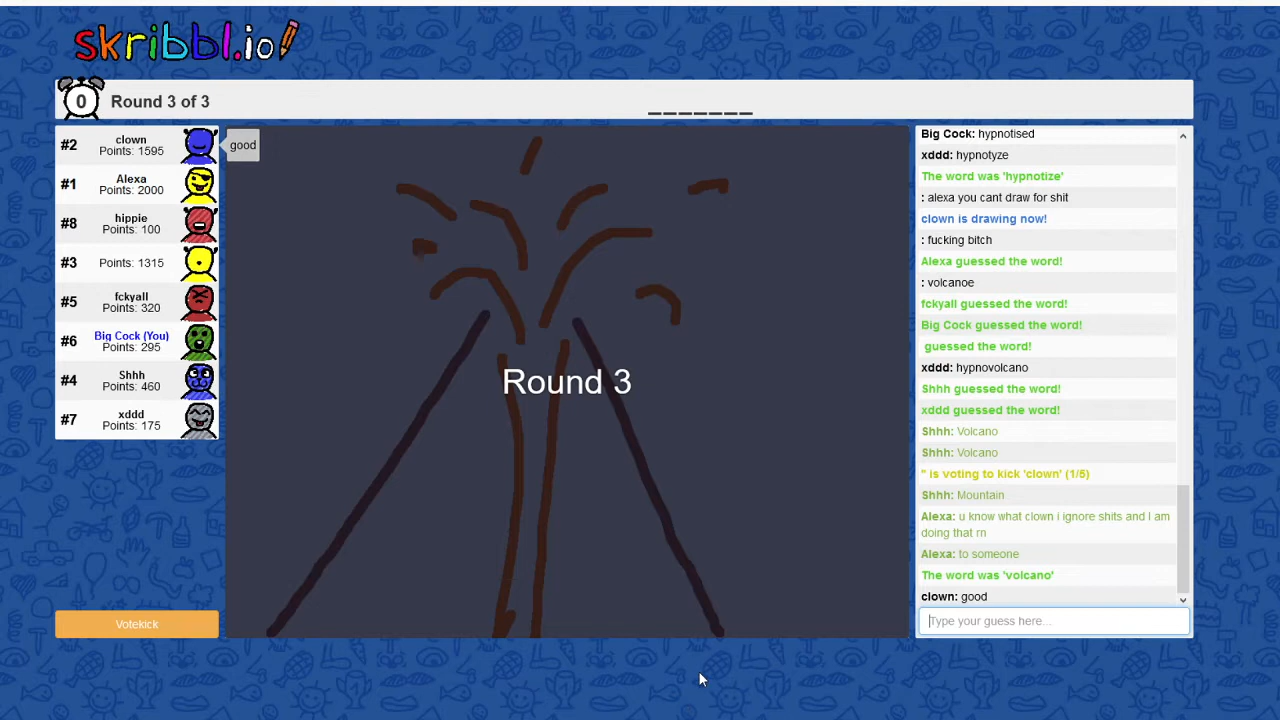 skribbl.io
0
Round 3 of 3
_______
#2 clown
Points: 1595
good
#1 Alexa
Points: 2000
#8 hippie
Points: 100
#3
Points: 1315
#5 fckyall
Points: 320
#6 Big Cock (You)
Points: 295
#4 Shhh
Points: 460
#7 xddd
Points: 175
Votekick
Round 3
Big Cock: hypnotised
xddd: hypnotyze
The word was 'hypnotize'
: alexa you cant draw for shit
clown is drawing now!
: fucking bitch
Alexa guessed the word!
: volcanoe
fckyall guessed the word!
Big Cock guessed the word!
guessed the word!
xddd: hypnovolcano
Shhh guessed the word!
xddd guessed the word!
Shhh: Volcano
Shhh: Volcano
'' is voting to kick 'clown' (1/5)
Shhh: Mountain
Alexa: u know what clown i ignore shits and I am
doing that rn
Alexa: to someone
The word was 'volcano'
clown: good
Type your guess here...